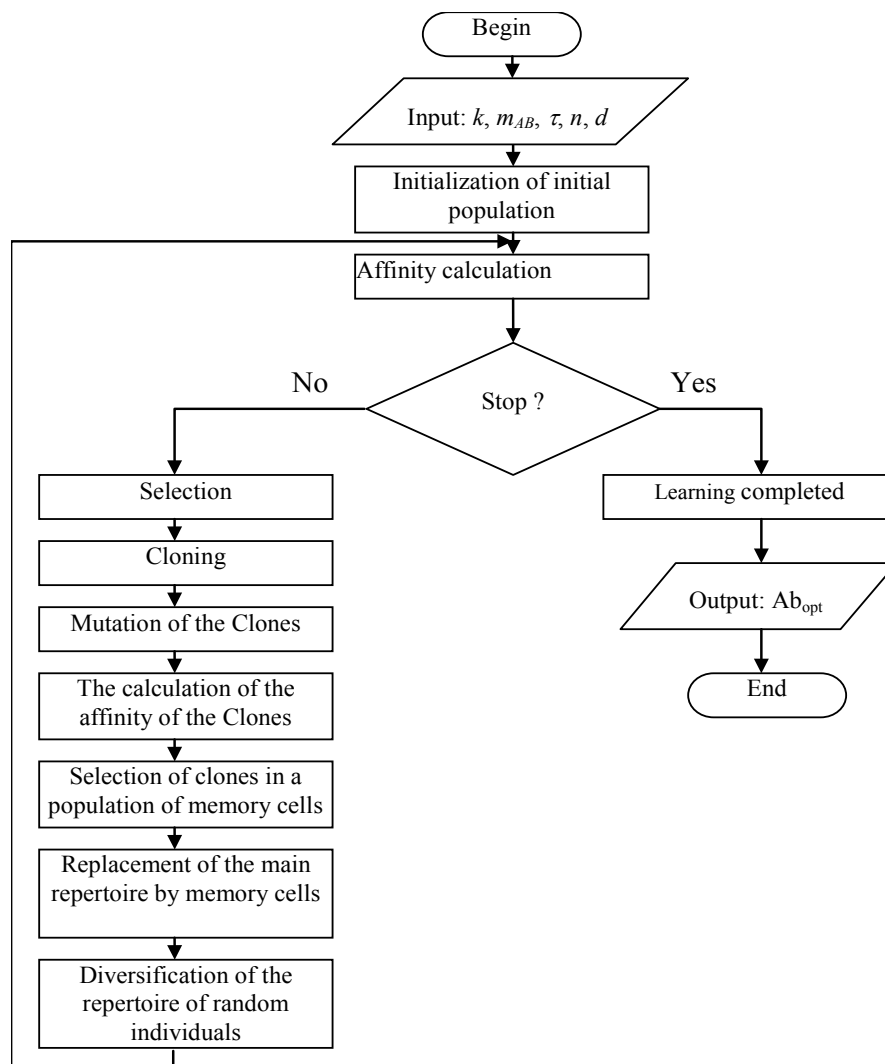 Begin
Input: k, m_AB, τ, n, d
Initialization of initial
population
Affinity calculation
Stop ?
No
Yes
Selection
Cloning
Mutation of the Clones
The calculation of the
affinity of the Clones
Selection of clones in a
population of memory cells
Replacement of the main
repertoire by memory cells
Diversification of the
repertoire of random
individuals
Learning completed
Output: Ab_opt
End